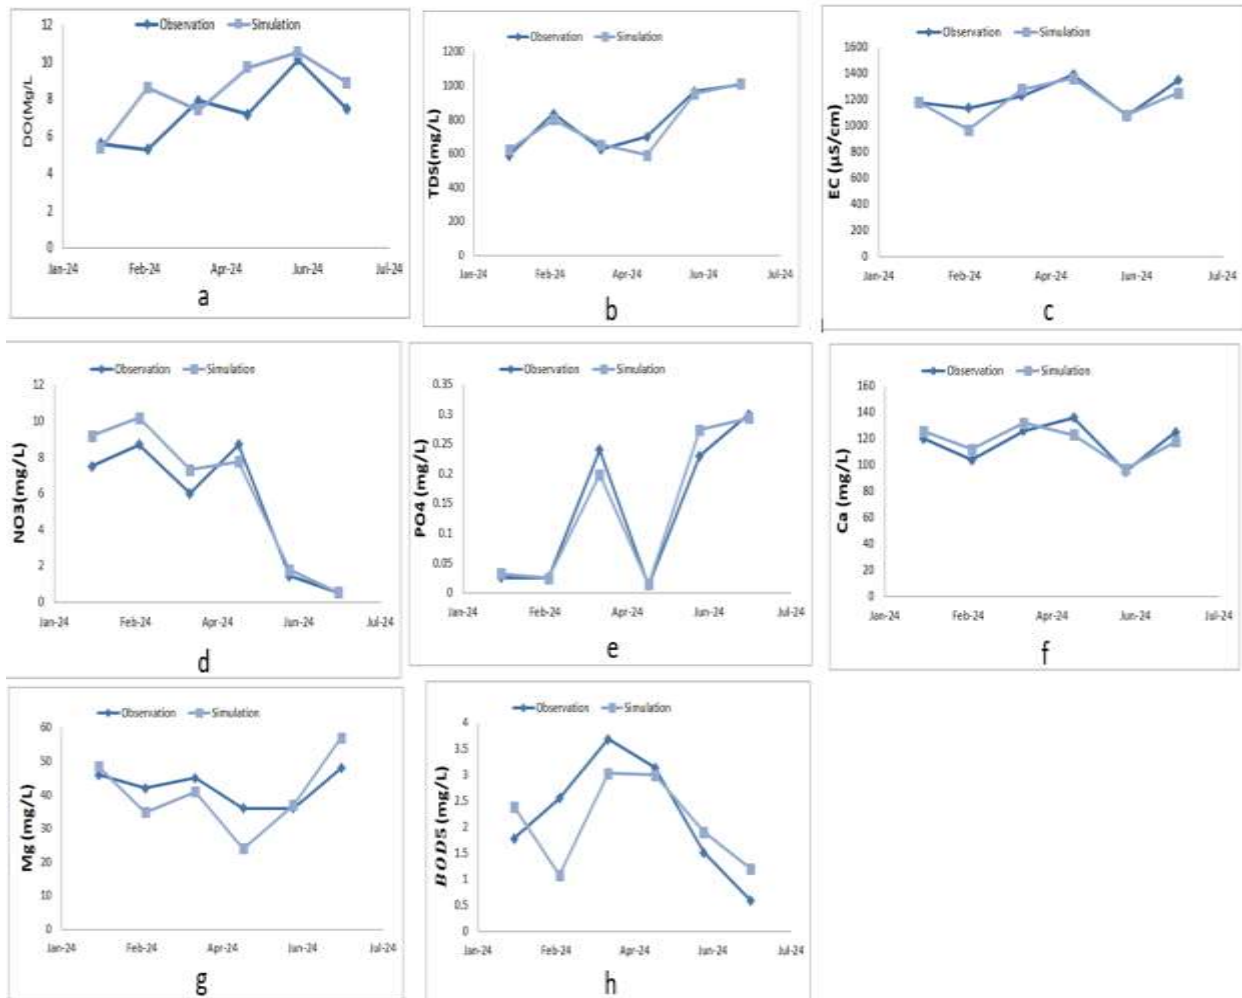 Observation Simulation
DO(Mg/L
12
10
8
6
4
2
0
Jan-24 Feb-24 Apr-24 Jun-24 Jul-24
a
Observation Simulation
TDS(mg/L)
1200
1000
800
600
400
200
0
Jan-24 Feb-24 Apr-24 Jun-24 Jul-24
b
Observation Simulation
EC (µS/cm)
1600
1400
1200
1000
800
600
400
200
0
Jan-24 Feb-24 Apr-24 Jun-24 Jul-24
c
Observation Simulation
NO3(mg/L)
12
10
8
6
4
2
0
Jan-24 Feb-24 Apr-24 Jun-24 Jul-24
d
Observation Simulation
PO4 (mg/L)
0.35
0.3
0.25
0.2
0.15
0.1
0.05
0
Jan-24 Feb-24 Apr-24 Jun-24 Jul-24
e
Observation Simulation
Ca (mg/L)
160
140
120
100
80
60
40
20
0
Jan-24 Feb-24 Apr-24 Jun-24 Jul-24
f
Observation Simulation
Mg (mg/L)
60
50
40
30
20
10
0
Jan-24 Feb-24 Apr-24 Jun-24 Jul-24
g
Observation Simulation
BOD5 (mg/L)
4
3.5
3
2.5
2
1.5
1
0.5
0
Jan-24 Feb-24 Apr-24 Jun-24 Jul-24
h